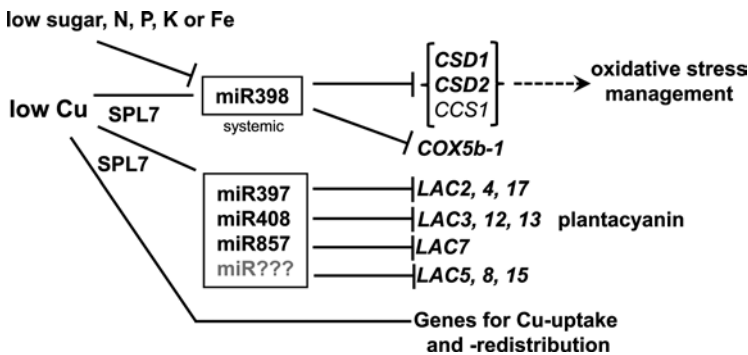 low sugar, N, P, K or Fe
miR398
systemic
CSD1
CSD2
CCS1
oxidative stress
management
COX5b-1
low Cu
SPL7
SPL7
miR397
miR408
miR857
miR???
LAC2, 4, 17
LAC3, 12, 13 plantacyanin
LAC7
LAC5, 8, 15
Genes for Cu-uptake
and -redistribution